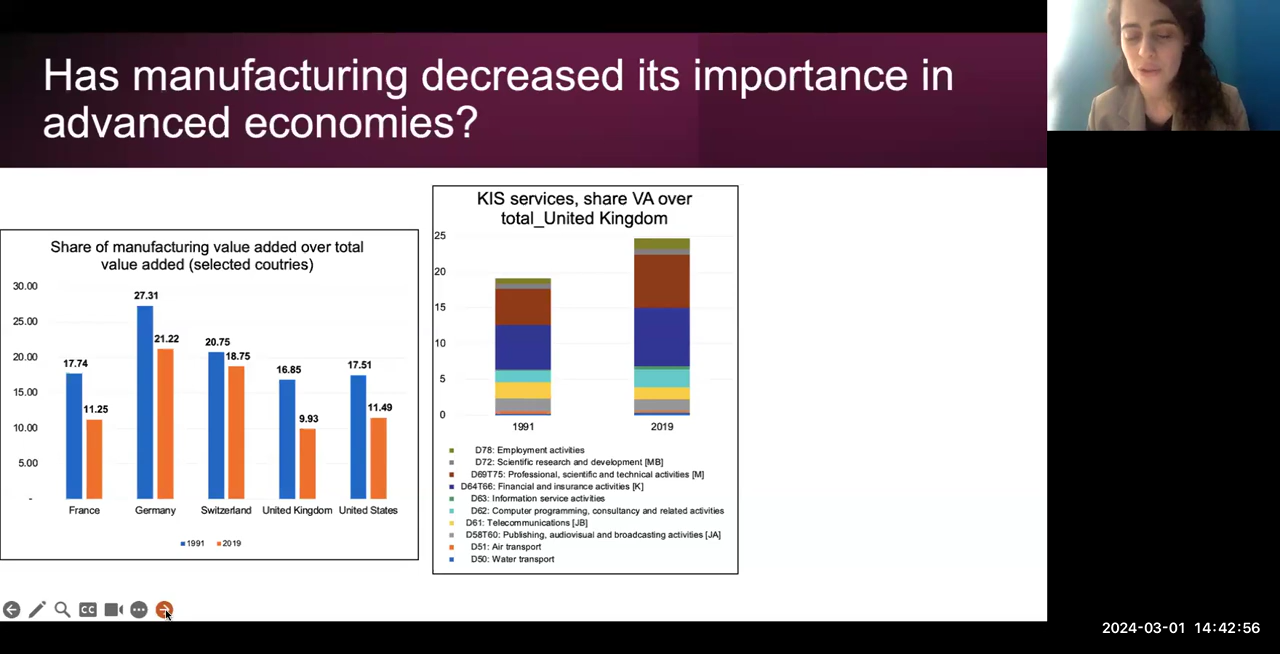 Has manufacturing decreased its importance in
advanced economies?
Share of manufacturing value added over total
value added (selected coutries)
30.00
25.00
20.00
15.00
10.00
5.00
-
17.74
11.25
27.31
21.22
20.75
18.75
16.85
9.93
17.51
11.49
France Germany Switzerland United Kingdom United States
1991 2019
KIS services, share VA over
total_United Kingdom
25
20
15
10
5
0
1991 2019
D78: Employment activities
D72: Scientific research and development [MB]
D69T75: Professional, scientific and technical activities [M]
D64T66: Financial and insurance activities [K]
D63: Information service activities
D62: Computer programming, consultancy and related activities
D61: Telecommunications [JB]
D58T60: Publishing, audiovisual and broadcasting activities [JA]
D51: Air transport
D50: Water transport
CC
2024-03-01 14:42:56